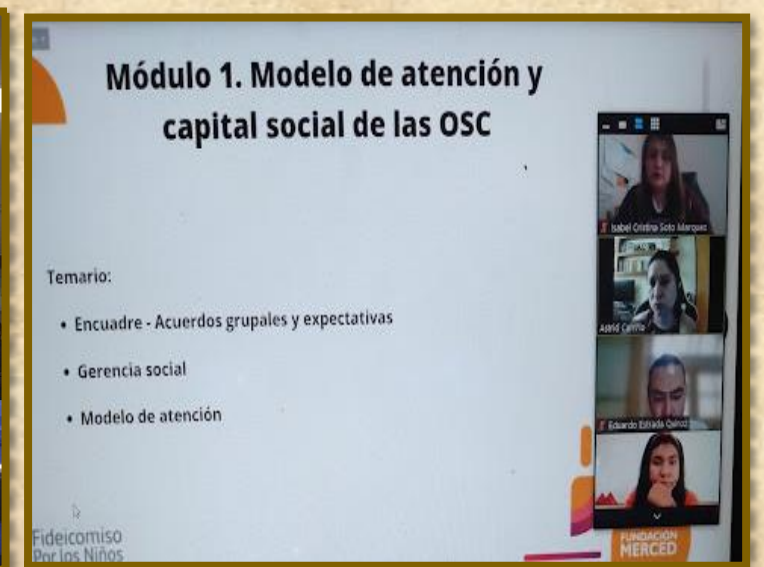 Módulo 1. Modelo de atención y
capital social de las OSC
Temario:
• Encuadre - Acuerdos grupales y expectativas
• Gerencia social
• Modelo de atención
Isabel Cristina Soto Marquez
Astrid Carina
Eduardo Estrada Quiroz
Fideicomiso
Por los Niños
FUNDACIÓN
MERCED